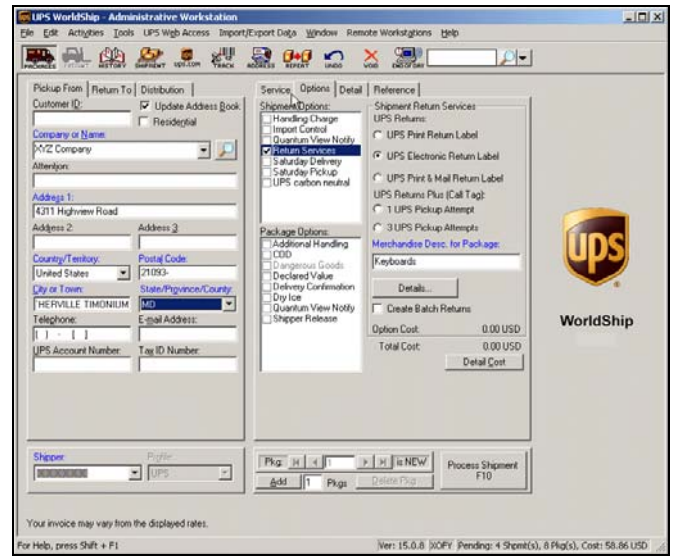 UPS WorldShip - Administrative Workstation
File Edit Activities Tools UPS Web Access Import/Export Data Window Remote Workstations Help
PACKAGES HISTORY SHIPMENT UPS.COM TRACK ADDRESS REPEAT UNDO VOID END OF DAY
Pickup From Return To Distribution
Customer ID:
Update Address Book
Residential
Company or Name:
XYZ Company
Attention:
Address 1:
4311 Highview Road
Address 2: Address 3
Country/Territory: Postal Code:
United States 21093-
City or Town: State/Province/County:
THERVILLE TIMONIUM MD
Telephone: E-mail Address:
( ) - [ ]
UPS Account Number: Tax ID Number:
Shipper: Profile:
UPS
Service Options Detail Reference
Shipment Options:
Handling Charge
Import Control
Quantum View Notify
Return Services
Saturday Delivery
Saturday Pickup
UPS carbon neutral
Package Options:
Additional Handling
COD
Dangerous Goods
Declared Value
Delivery Confirmation
Dry Ice
Quantum View Notify
Shipper Release
Shipment Return Services
UPS Returns:
UPS Print Return Label
UPS Electronic Return Label
UPS Print & Mail Return Label
UPS Returns Plus (Call Tag):
1 UPS Pickup Attempt
3 UPS Pickup Attempts
Merchandise Desc. for Package:
Keyboards
Details...
Create Batch Returns
Option Cost: 0.00 USD
Total Cost: 0.00 USD
Detail Cost
Pkg: 1 is NEW
Add 1 Pkgs Delete Pkg
Process Shipment
F10
ups
WorldShip
Your invoice may vary from the displayed rates.
For Help, press Shift + F1
Ver: 15.0.8 XOFY Pending: 4 Shpmt(s), 8 Pkg(s), Cost: 58.86 USD